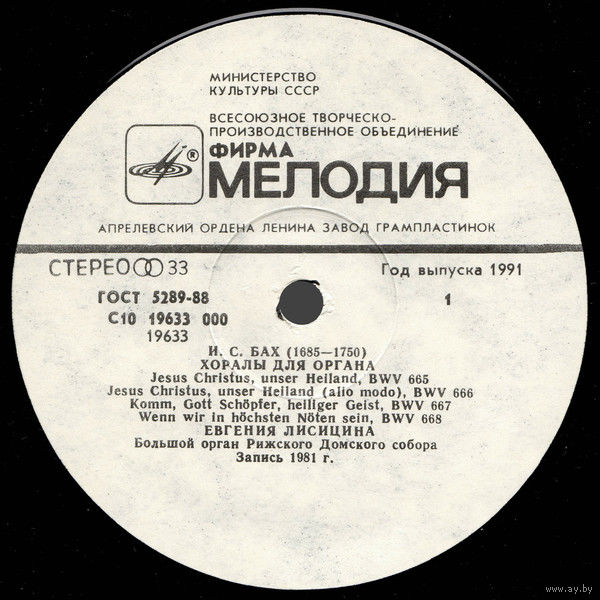 МИНИСТЕРСТВО
КУЛЬТУРЫ СССР
ВСЕСОЮЗНОЕ ТВОРЧЕСКО-
ПРОИЗВОДСТВЕННОЕ ОБЪЕДИНЕНИЕ
®
ФИРМА
МЕЛОДИЯ
АПРЕЛЕВСКИЙ ОРДЕНА ЛЕНИНА ЗАВОД ГРАМПЛАСТИНОК
СТЕРЕО 33
Год выпуска 1991
ГОСТ 5289-88
1
С10 19633 000
19633
И. С. БАХ (1685—1750)
ХОРАЛЫ ДЛЯ ОРГАНА
Jesus Christus, unser Heiland, BWV 665
Jesus Christus, unser Heiland (alio modo), BWV 666
Komm, Gott Schöpfer, heiliger Geist, BWV 667
Wenn wir in höchsten Nöten sein, BWV 668
ЕВГЕНИЯ ЛИСИЦИНА
Большой орган Рижского Домского собора
Запись 1981 г.
www.ay.by